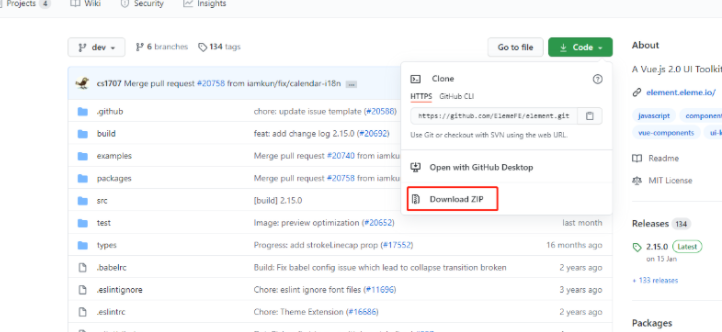 Projects 4 Wiki Security Insights
dev 6 branches 134 tags Go to file Code
cs1707 Merge pull request #20758 from iamkun/fix/calendar-i18n ...
.github chore: update issue template (#20588)
build feat: add change log 2.15.0 (#20692)
examples Merge pull request #20740 from iamku
packages Merge pull request #20758 from iamku
src [build] 2.15.0
test Image: preview optimization (#20652) last month
types Progress: add strokeLinecap prop (#17552) 16 months ago
.babelrc Build: Fix babel config issue which lead to collapse transition broken 2 years ago
.eslintignore Chore: eslint ignore font files (#11696) 3 years ago
.eslintrc Chore: Theme Extension (#16686) 2 years ago
Clone
HTTPS GitHub CLI
https://github.com/ElemeFE/element.git
Use Git or checkout with SVN using the web URL.
Open with GitHub Desktop
Download ZIP
About
A Vue.js 2.0 UI Toolki
element.eleme.io/
javascript component
vue-components ui-k
Readme
MIT License
Releases 134
2.15.0 Latest
on 15 Jan
+ 133 releases
Packages